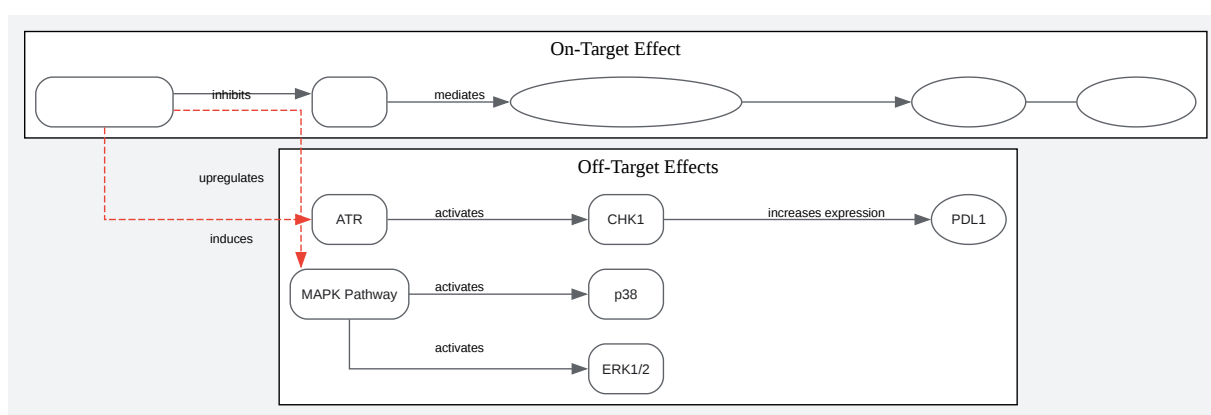 On-Target Effect
inhibits
mediates
Off-Target Effects
upregulates
ATR
activates
CHK1
increases expression
PDL1
induces
MAPK Pathway
activates
p38
activates
ERK1/2